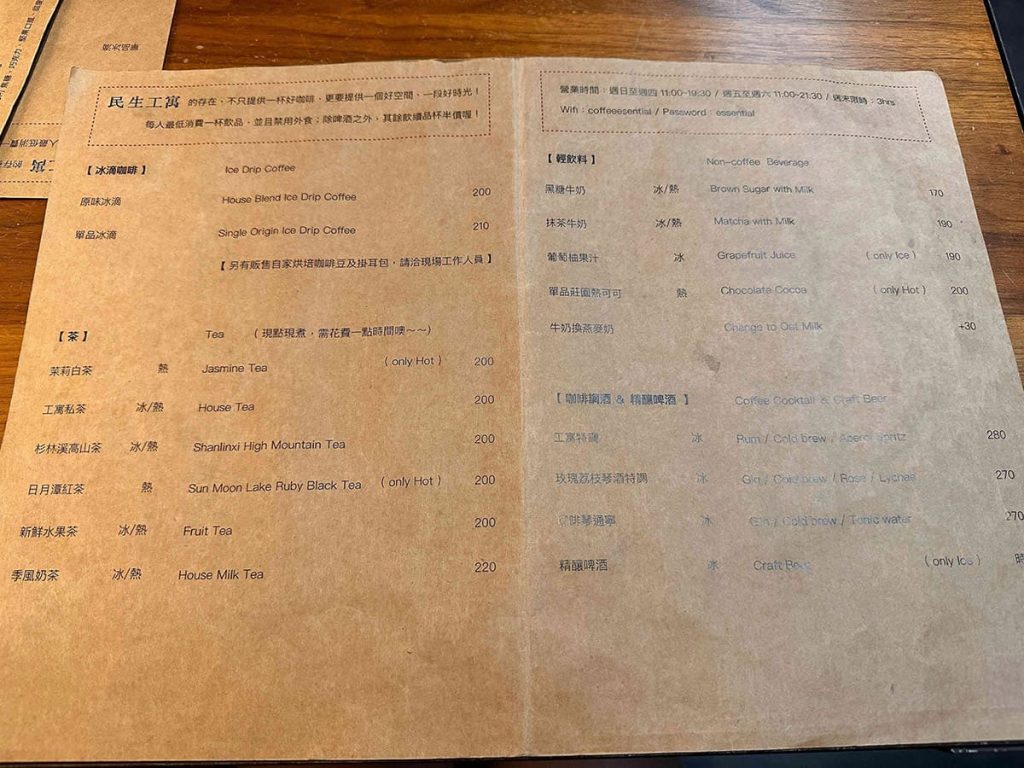 民生工寓 的存在，不只提供一杯好咖啡，更要提供一個好空間、一段好時光！
每人最低消費一杯飲品，並且禁用外食；除啤酒之外，其餘飲續品杯半價喔！
【冰滴咖啡】 Ice Drip Coffee
原味冰滴 House Blend Ice Drip Coffee 200
單品冰滴 Single Origin Ice Drip Coffee 210
【另有販售自家烘培咖啡豆及掛耳包，請洽現場工作人員】
【茶】 Tea （現點現煮，需花費一點時間噢～～）
茉莉白茶 熱 Jasmine Tea （only Hot） 200
工寓私茶 冰/熱 House Tea 200
杉林溪高山茶 冰/熱 Shanlinxi High Mountain Tea 200
日月潭紅茶 熱 Sun Moon Lake Ruby Black Tea （only Hot） 200
新鮮水果茶 冰/熱 Fruit Tea 200
季風奶茶 冰/熱 House Milk Tea 220
營業時間：週日至週四 11:00-19:30 / 週五至週六 11:00-21:30 / 週末限時：3hrs
Wifi：coffeeesential / Password：essential
【輕飲料】 Non-coffee Beverage
黑糖牛奶 冰/熱 Brown Sugar with Milk 170
抹茶牛奶 冰/熱 Matcha with Milk 190
葡萄柚果汁 冰 Grapefruit Juice （only Ice） 190
單品莊園熱可可 熱 Chocolate Cocoa （only Hot） 200
牛奶換燕麥奶 Change to Oat Milk +30
【咖啡調酒 & 精釀啤酒】 Coffee Cocktail & Craft Beer
工寓特調 冰 Rum / Cold brew / Aperol spritz 280
玫瑰荔枝琴酒特調 冰 Gin / Cold brew / Rose / Lychee 270
咖啡琴通寧 冰 Gin / Cold brew / Tonic water 270
精釀啤酒 冰 Craft Beer （only Ice） 時